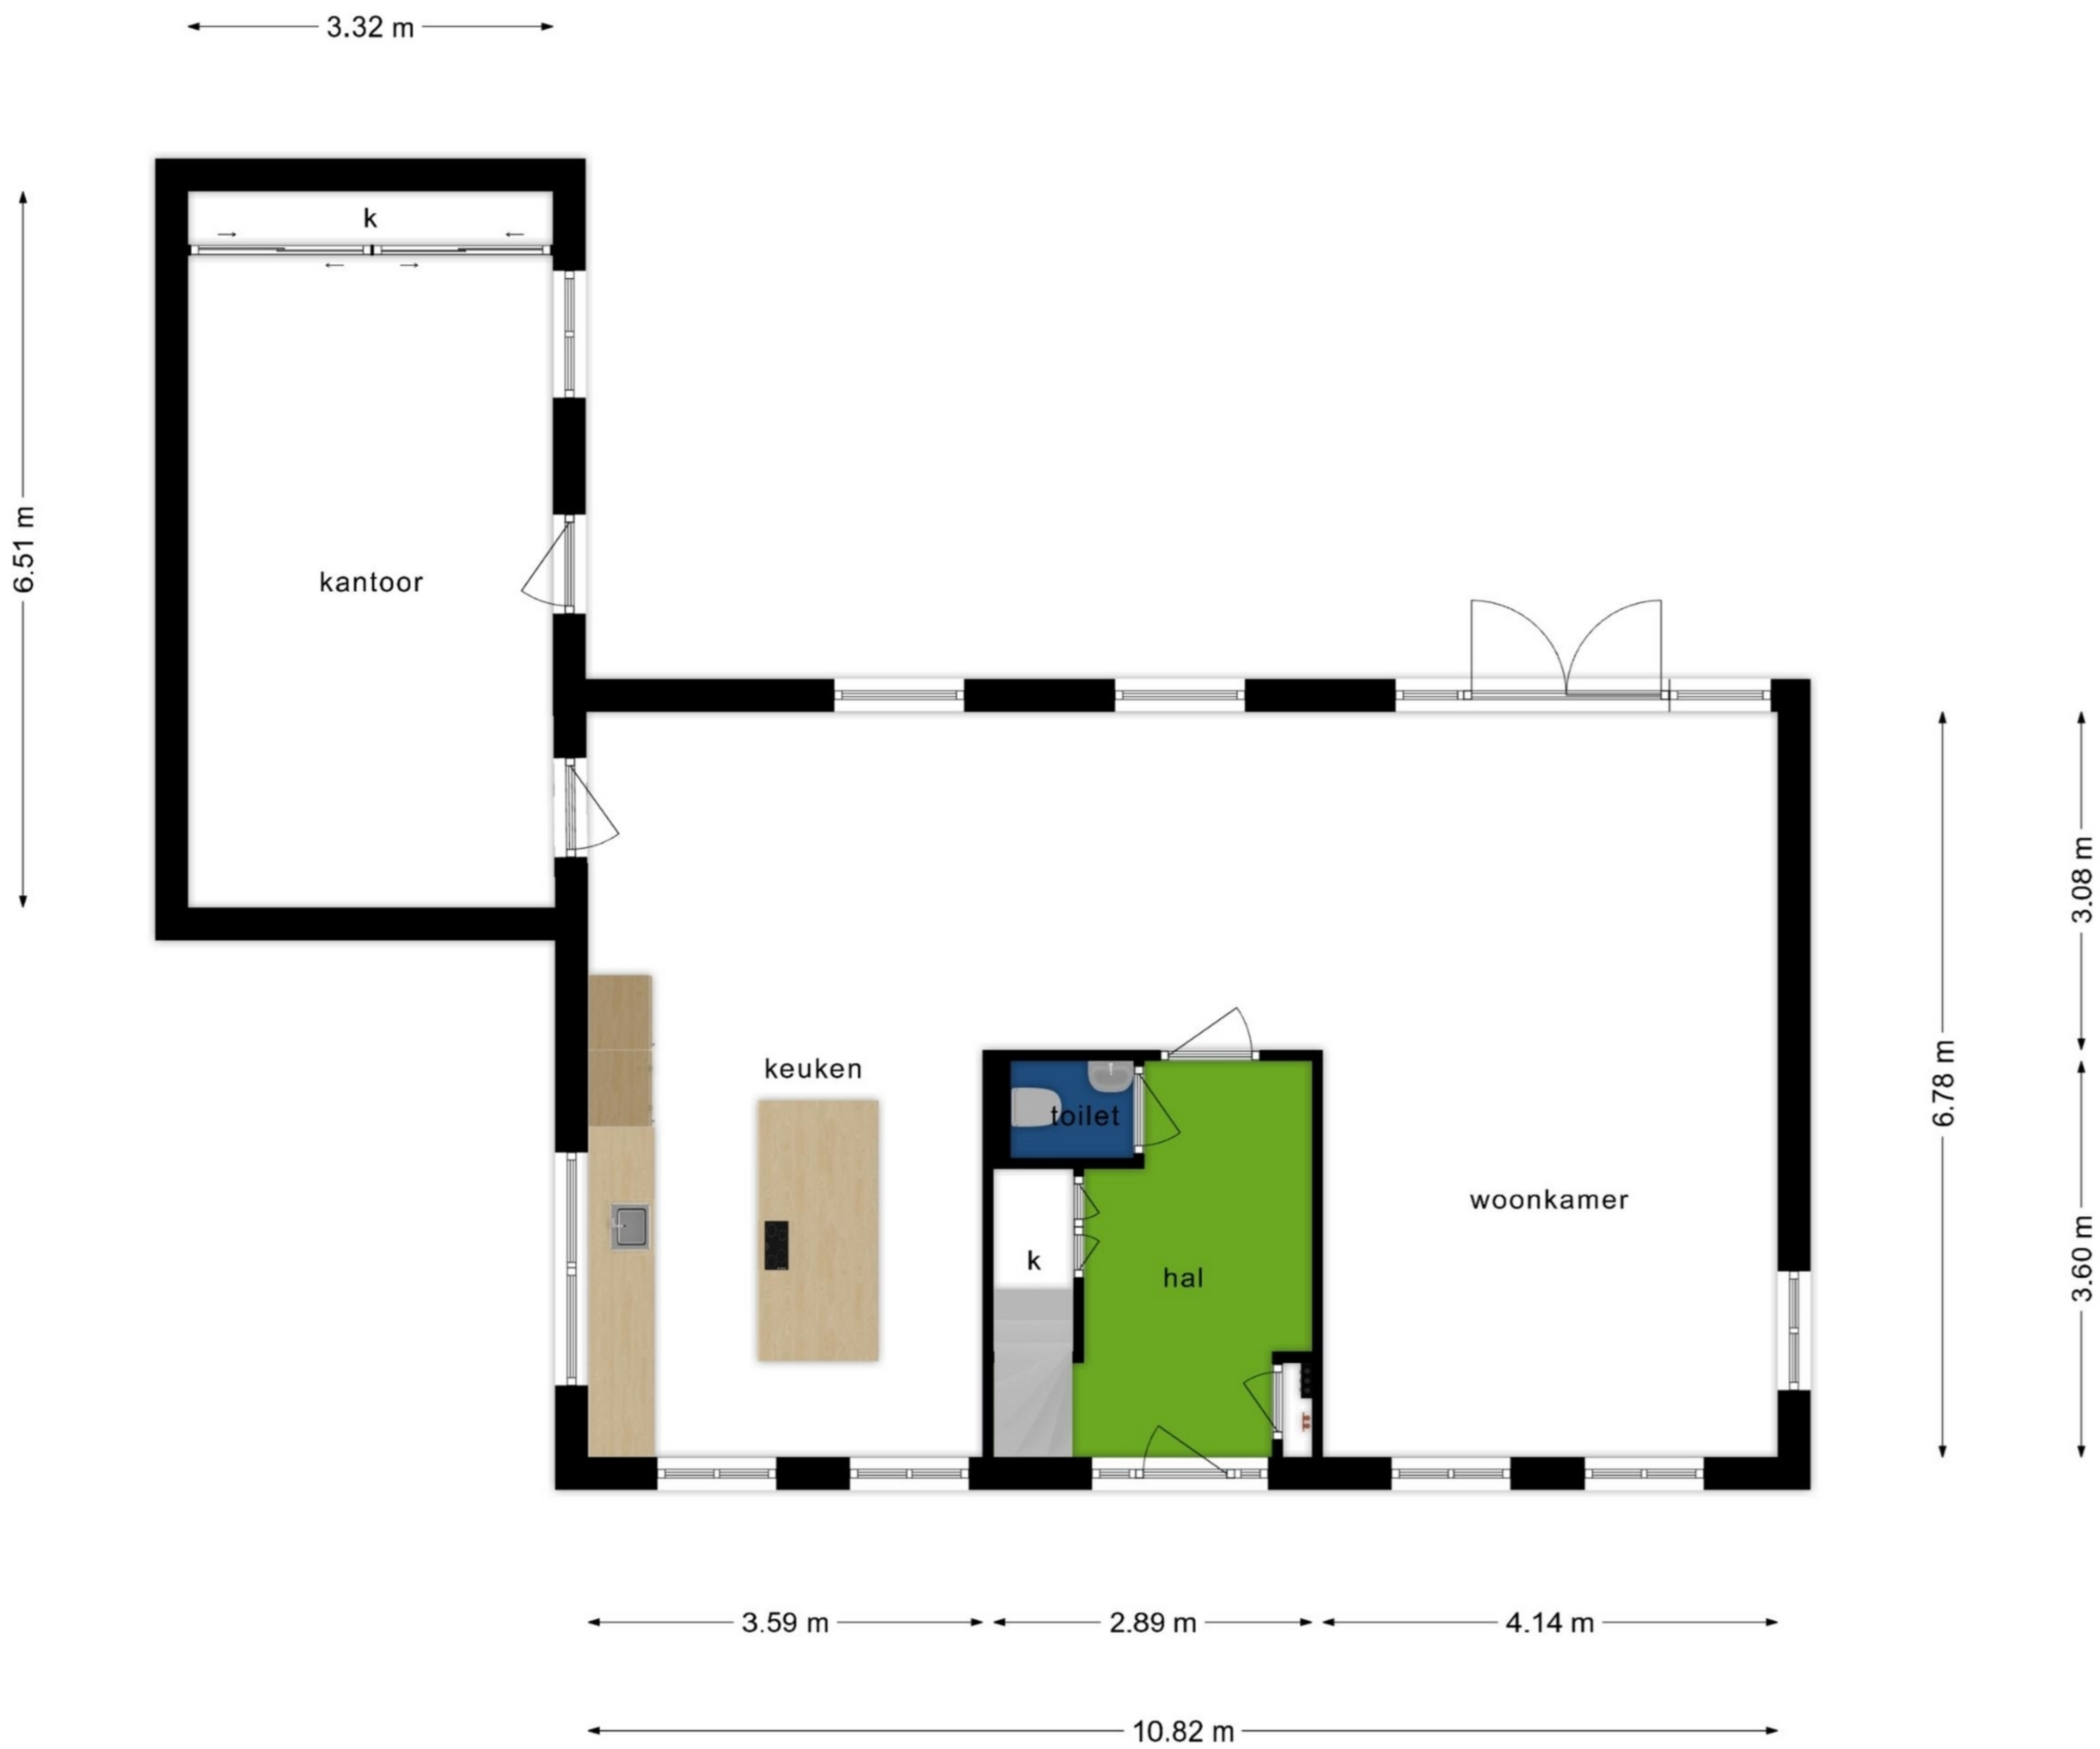 3.32 m
k
6.51 m
kantoor
3.08 m
6.78 m
keuken
toilet
woonkamer
3.60 m
k
hal
3.59 m
2.89 m
4.14 m
10.82 m